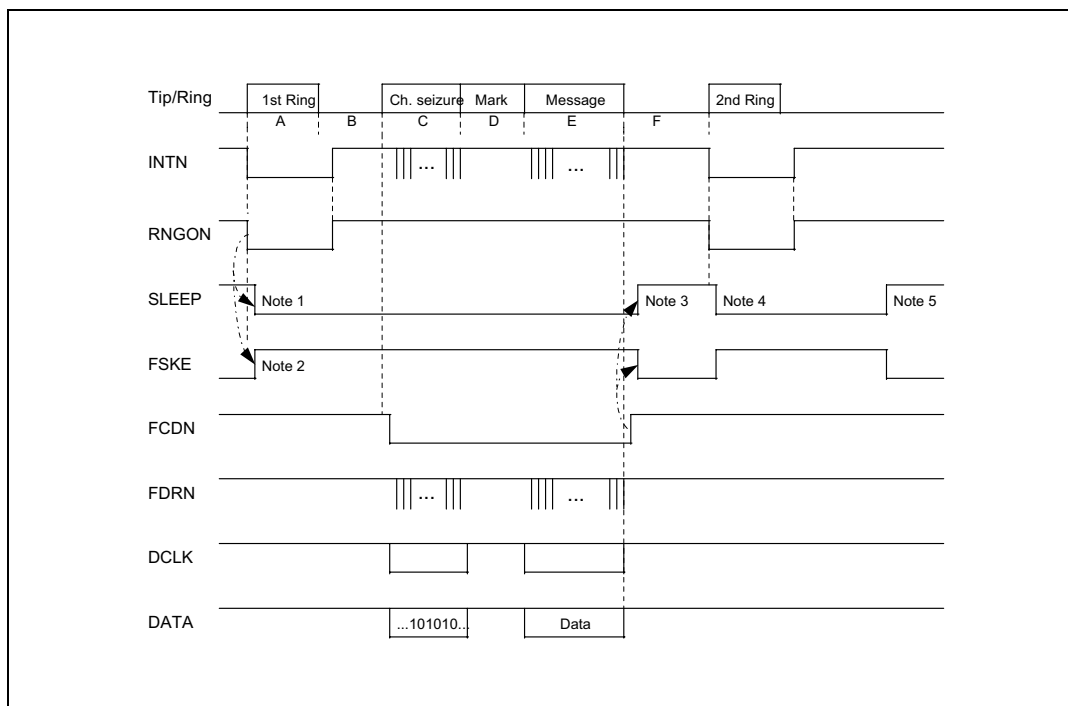 Tip/Ring 1st Ring Ch. seizure Mark Message 2nd Ring
A B C D E F
INTN ... ...
RNGON
SLEEP Note 1 Note 3 Note 4 Note 5
FSKE Note 2
FCDN
FDRN ... ...
DCLK
DATA ...101010... Data